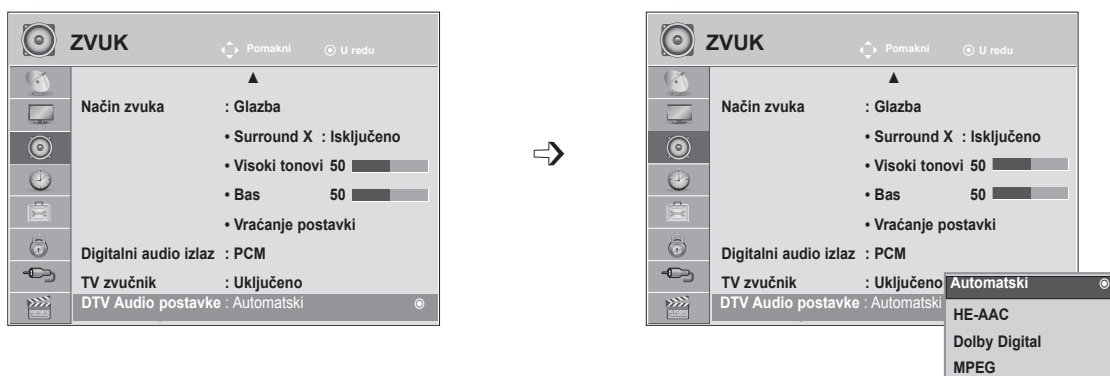 ZVUK Pomakni U redu
▲
Način zvuka : Glazba
• Surround X : Isključeno
• Visoki tonovi 50
• Bas 50
• Vraćanje postavki
Digitalni audio izlaz : PCM
TV zvučnik : Uključeno
DTV Audio postavke : Automatski
ZVUK Pomakni U redu
▲
Način zvuka : Glazba
• Surround X : Isključeno
• Visoki tonovi 50
• Bas 50
• Vraćanje postavki
Digitalni audio izlaz : PCM
TV zvučnik : Uključeno
DTV Audio postavke : Automatski
Automatski
HE-AAC
Dolby Digital
MPEG